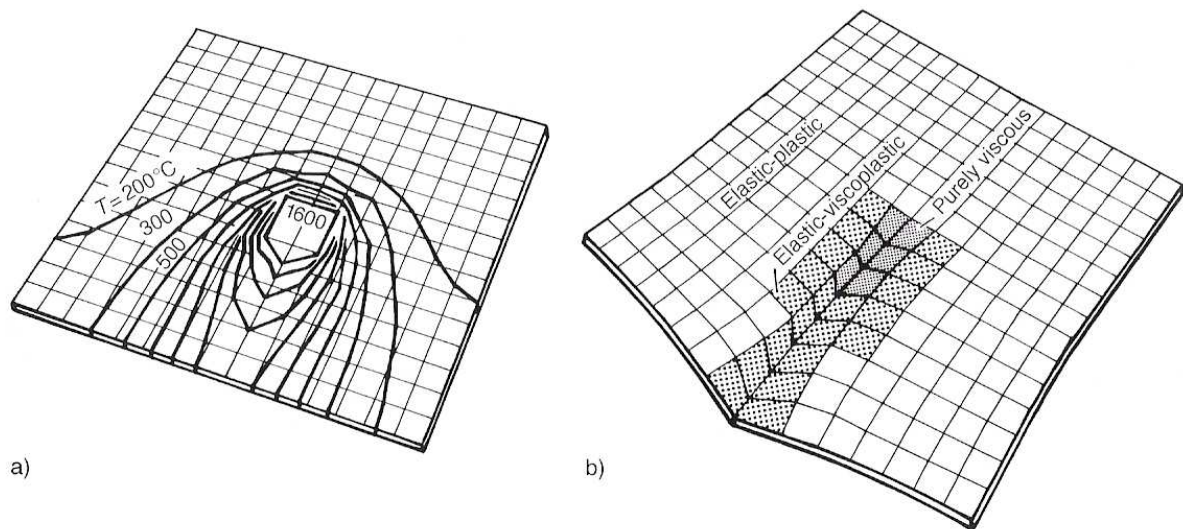 T=200°C
300
500
1600
a)
Elastic-plastic
Elastic-viscoplastic
Purely viscous
b)